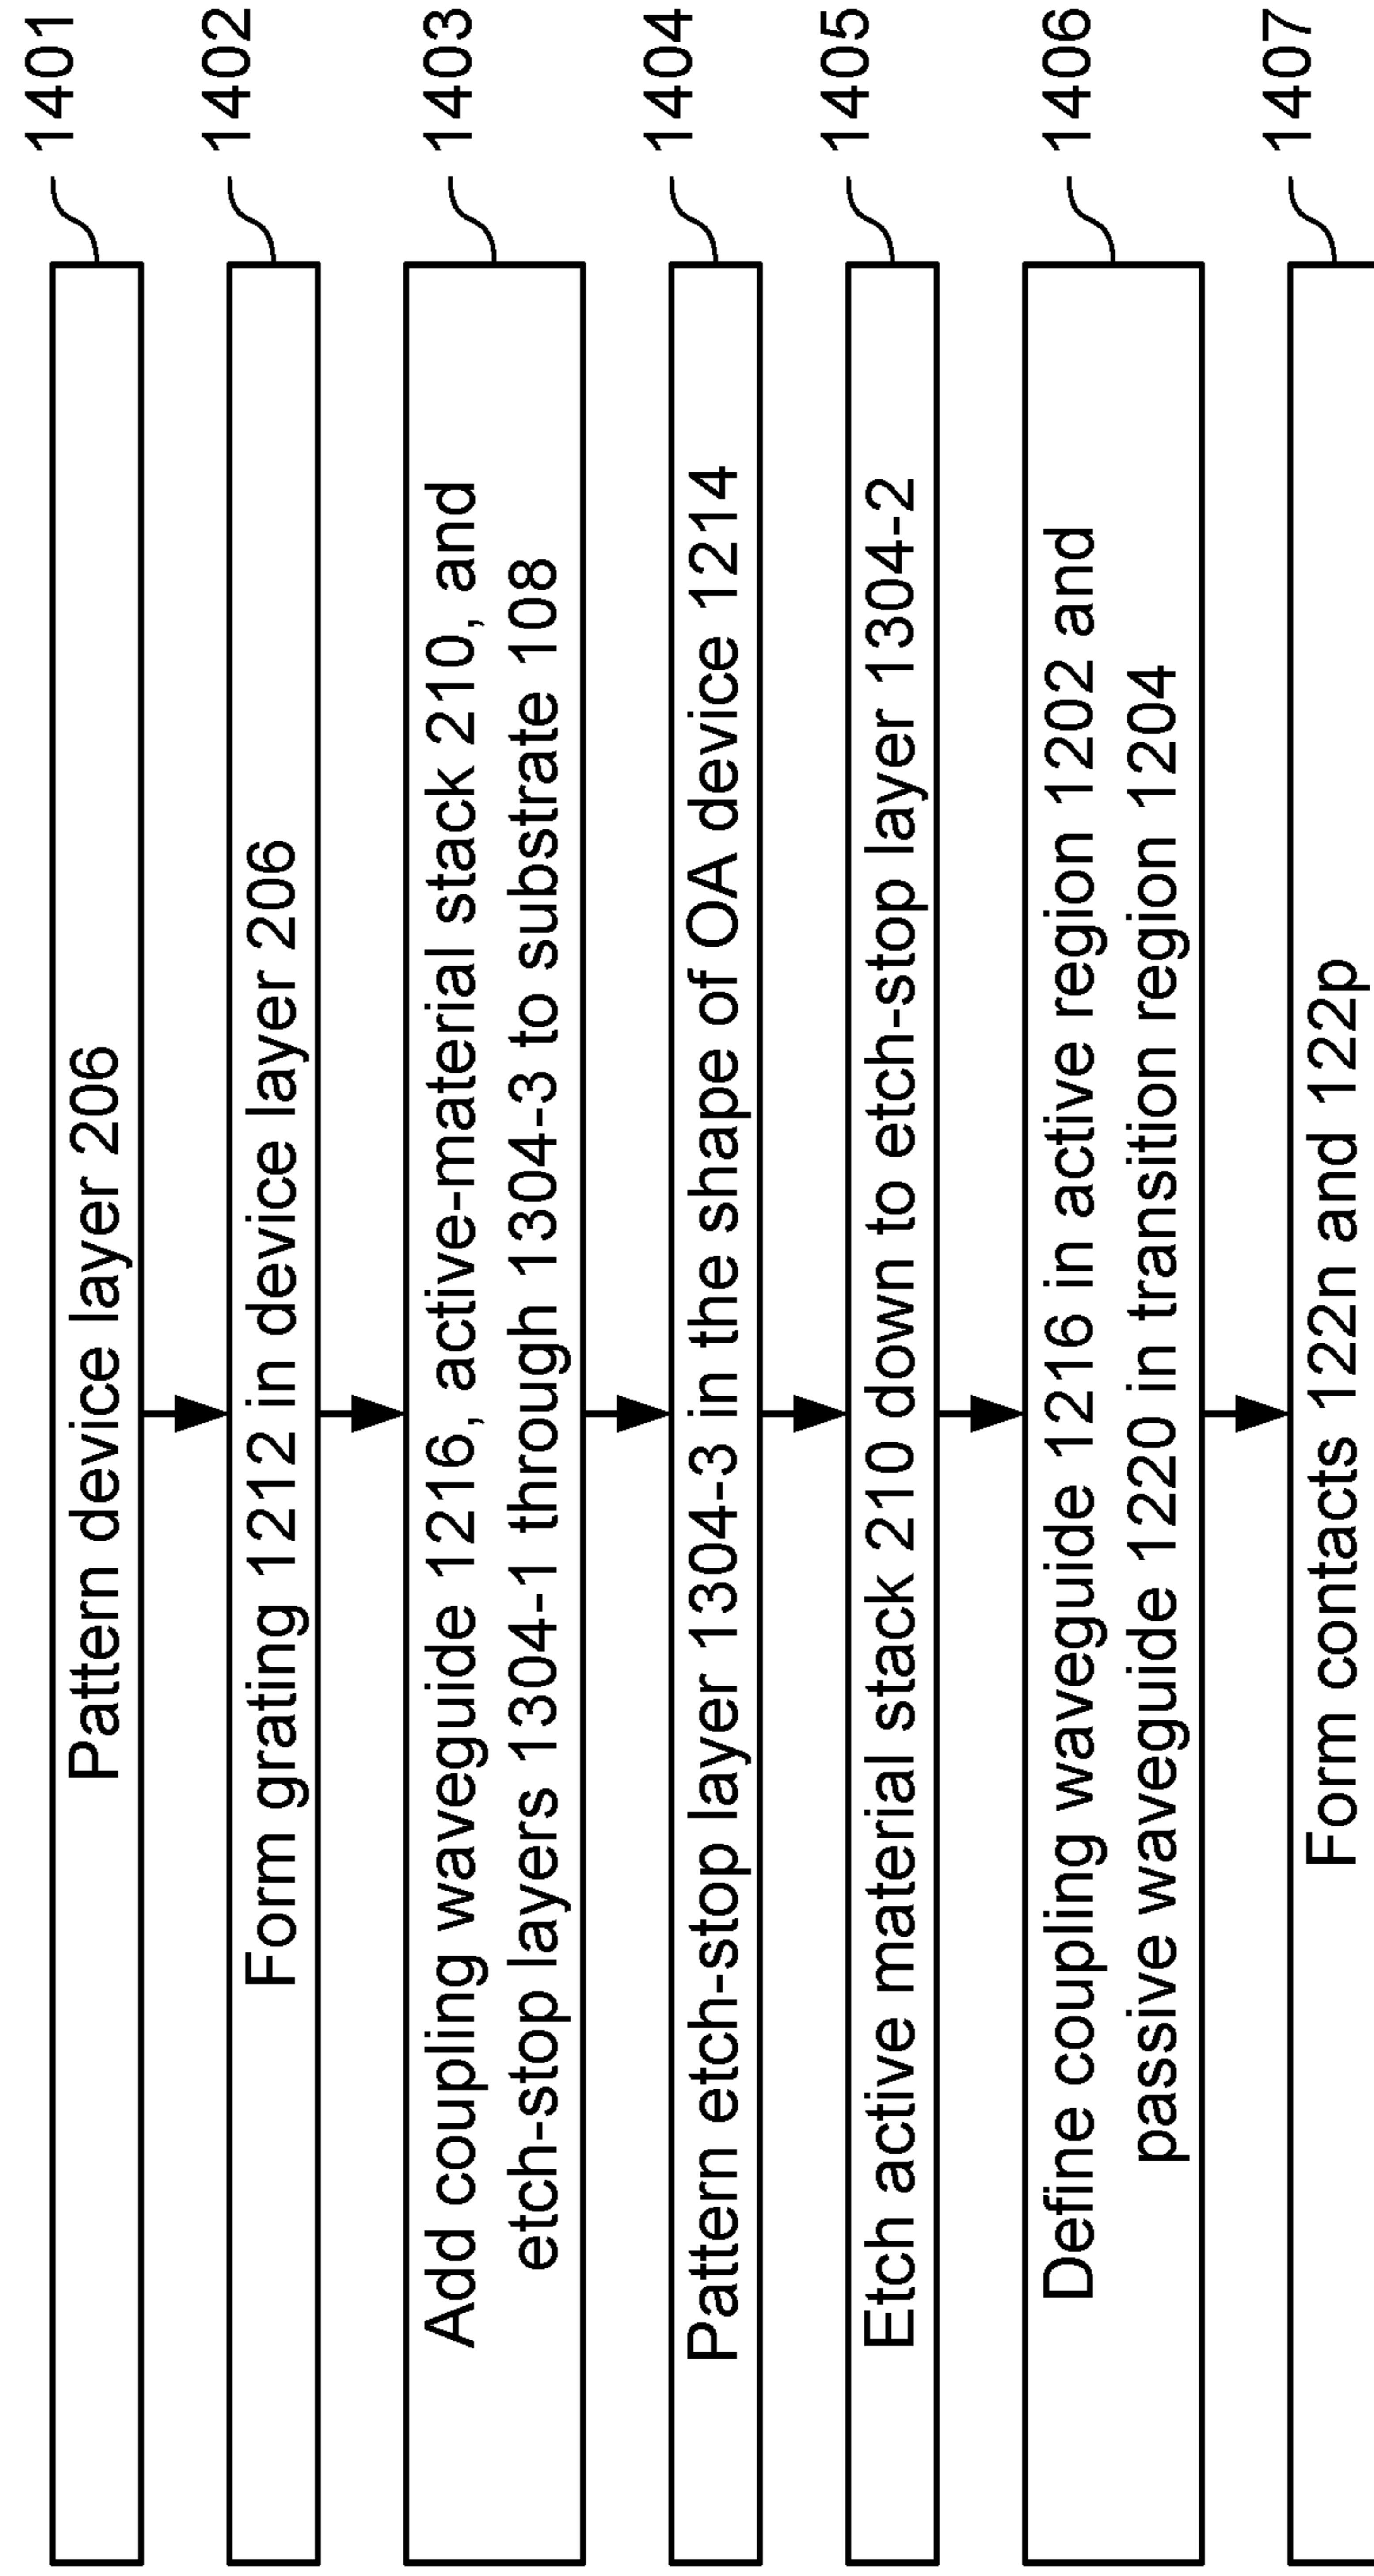 Pattern device layer 206
1401
Form grating 1212 in device layer 206
1402
Add coupling waveguide 1216, active-material stack 210, and
etch-stop layers 1304-1 through 1304-3 to substrate 108
1403
Pattern etch-stop layer 1304-3 in the shape of OA device 1214
1404
Etch active material stack 210 down to etch-stop layer 1304-2
1405
Define coupling waveguide 1216 in active region 1202 and
passive waveguide 1220 in transition region 1204
1406
Form contacts 122n and 122p
1407